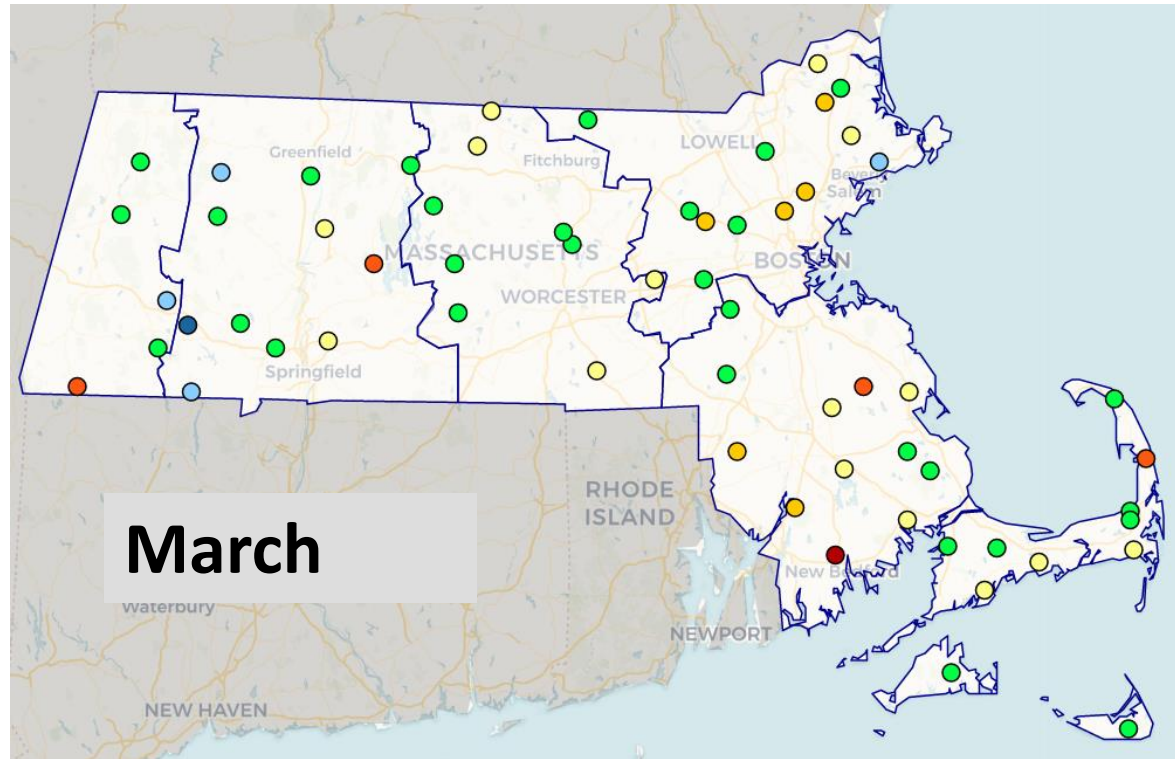 Greenfield
LOWELL
Fitchburg
Beverly
Salem
MASSACHUSETTS
BOSTON
WORCESTER
Springfield
RHODE
ISLAND
March
New Bedford
Waterbury
NEWPORT
NEW HAVEN